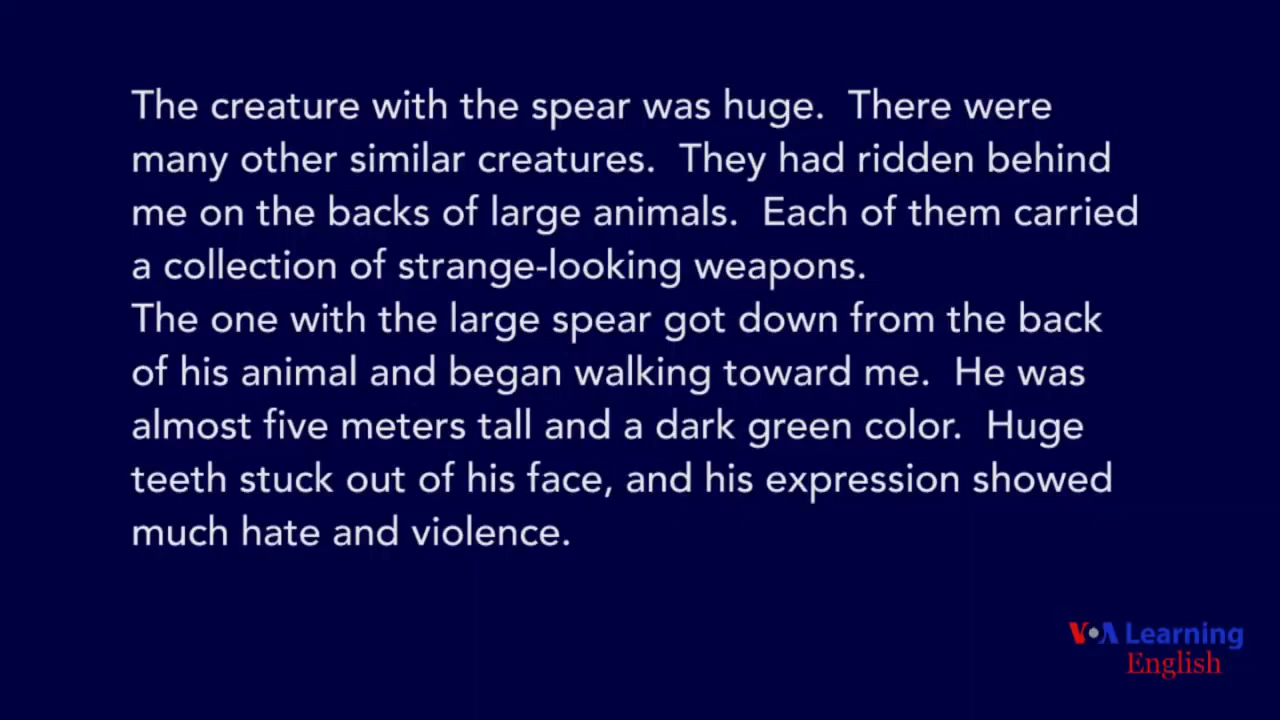 The creature with the spear was huge.  There were
many other similar creatures.  They had ridden behind
me on the backs of large animals.  Each of them carried
a collection of strange-looking weapons.
The one with the large spear got down from the back
of his animal and began walking toward me.  He was
almost five meters tall and a dark green color.  Huge
teeth stuck out of his face, and his expression showed
much hate and violence.
VOA Learning
English